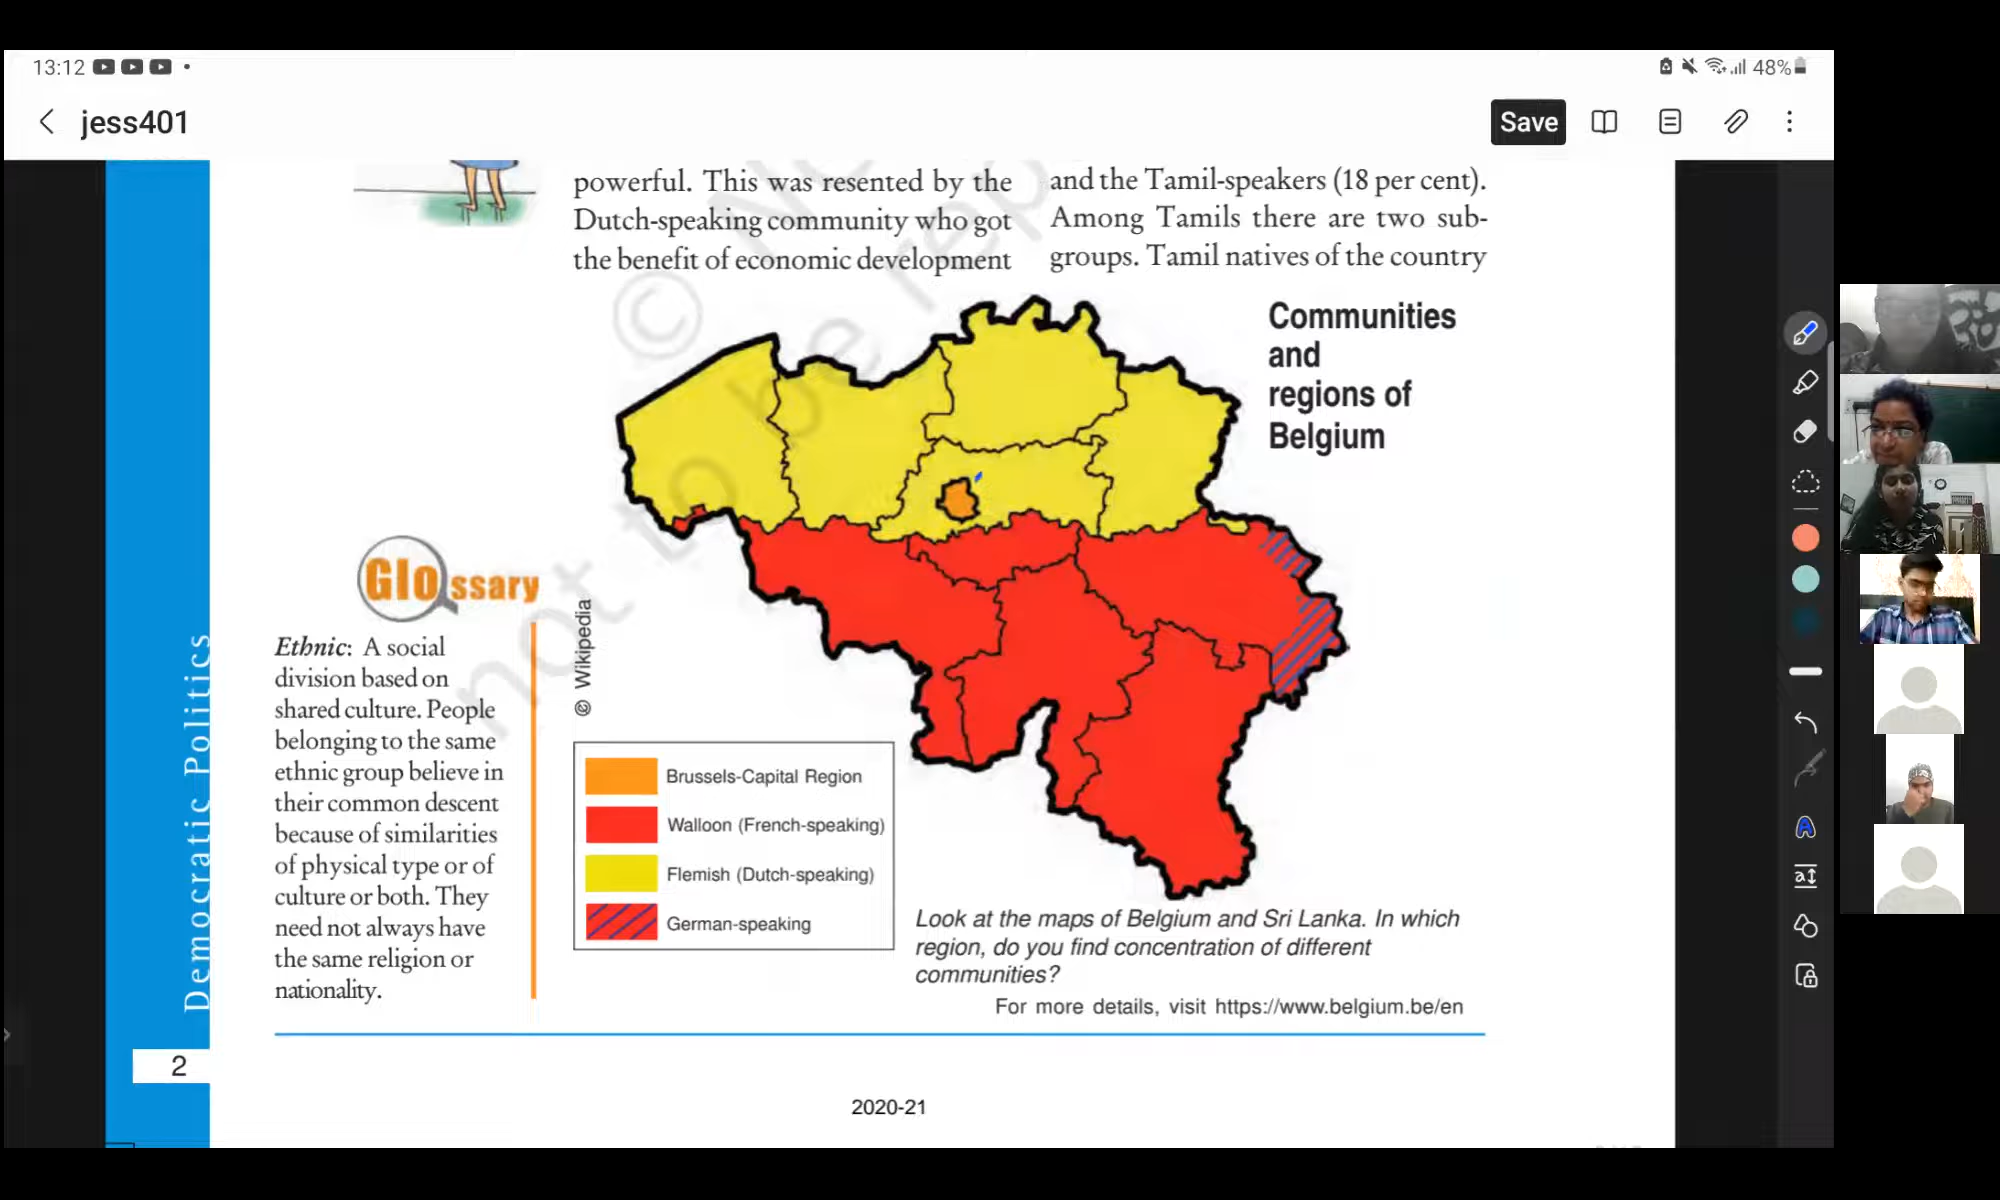 13:12
48%
jess401
Save
powerful. This was resented by the
Dutch-speaking community who got
the benefit of economic development
and the Tamil-speakers (18 per cent).
Among Tamils there are two sub-
groups. Tamil natives of the country
Communities
and
regions of
Belgium
© Wikipedia
Glossary
Ethnic: A social
division based on
shared culture. People
belonging to the same
ethnic group believe in
their common descent
because of similarities
of physical type or of
culture or both. They
need not always have
the same religion or
nationality.
Brussels-Capital Region
Walloon (French-speaking)
Flemish (Dutch-speaking)
German-speaking
Look at the maps of Belgium and Sri Lanka. In which
region, do you find concentration of different
communities?
For more details, visit https://www.belgium.be/en
Democratic Politics
2
2020-21
not to be rep